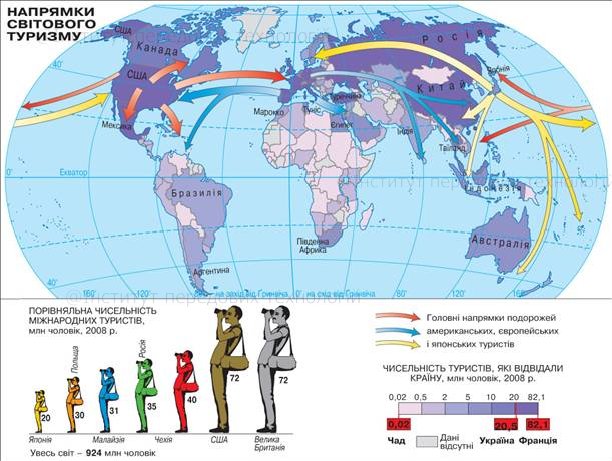 НАПРЯМКИ
СВІТОВОГО
ТУРИЗМУ
США
Канада
США
Мексика
Росія
Китай
Японія
Марокко
Туніс
Туреччина
Єгипет
Індія
Таїланд
Екватор
Індонезія
Бразилія
Південна
Африка
Австралія
Аргентина
40°
40°
40°
40°
160°
80°
на захід від Гринвіча
0°
на схід від Гринвіча
80°
160°
© Інститут передових технологій
ПОРІВНЯЛЬНА ЧИСЕЛЬНІСТЬ
МІЖНАРОДНИХ ТУРИСТІВ,
млн чоловік, 2008 р.
20
Японія
Польща
30
31
Малайзія
Росія
35
Чехія
40
72
США
72
Велика
Британія
Увесь світ – 924 млн чоловік
Головні напрямки подорожей
американських, європейських
і японських туристів
ЧИСЕЛЬНІСТЬ ТУРИСТІВ, ЯКІ ВІДВІДАЛИ
КРАЇНУ, млн чоловік, 2008 р.
0,02 0,5 2 5 10 20 82,1
0,02 20,5 82,1
Чад Дані відсутні Україна Франція